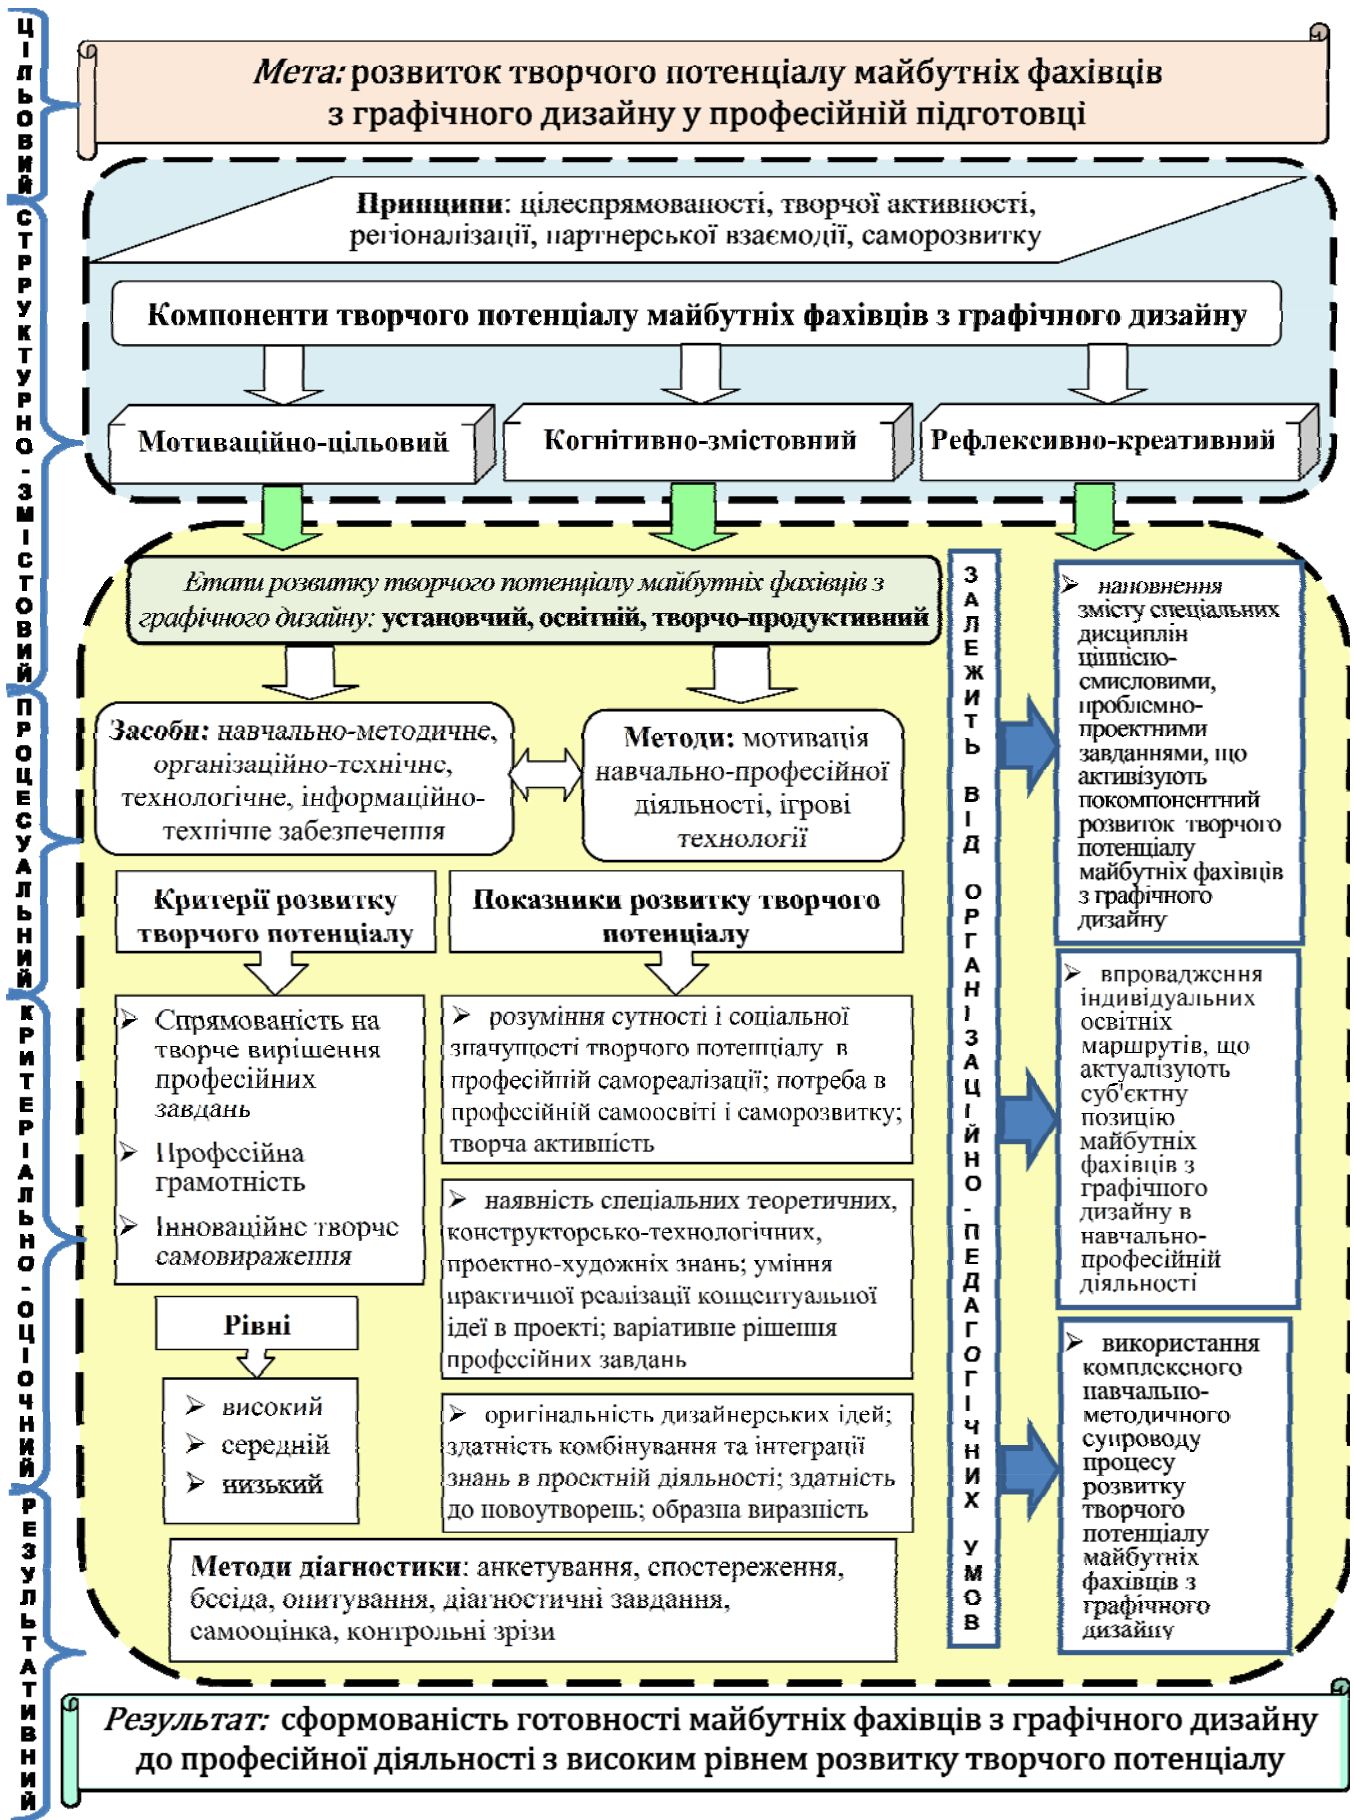 ЦІЛЬОВИЙ
СТРРУКТУРНО-ЗМІСТОВИЙ
ПРОЦЕСУАЛЬНИЙ
КРИТЕРІАЛЬНО-ОЦІОЧНИЙ
РЕЗУЛЬТАТИВНИЙ
Мета: розвиток творчого потенціалу майбутніх фахівців
з графічного дизайну у професійній підготовці
Принципи: цілеспрямованості, творчої активності,
регіоналізації, партнерської взаємодії, саморозвитку
Компоненти творчого потенціалу майбутніх фахівців з графічного дизайну
Мотиваційно-цільовий
Когнітивно-змістовний
Рефлексивно-креативний
Етапи розвитку творчого потенціалу майбутніх фахівців з
графічного дизайну: установчий, освітній, творчо-продуктивний
Засоби: навчально-методичне,
організаційно-технічне,
технологічне, інформаційно-
технічне забезпечення
Методи: мотивація
навчально-професійної
діяльності, ігрові
технології
Критерії розвитку
творчого потенціалу
Показники розвитку творчого
потенціалу
➢ Спрямованість на
творче вирішення
професійних
завдань
➢ Професійна
грамотність
➢ Інноваційне творче
самовираження
➢ розуміння сутності і соціальної
значущості творчого потенціалу в
професійній самореалізації; потреба в
професійній самоосвіті і саморозвитку;
творча активність
➢ наявність спеціальних теоретичних,
конструкторсько-технологічних,
проектно-художніх знань; уміння
практичної реалізації концептуальної
ідеї в проекті; варіативне рішення
професійних завдань
➢ оригінальність дизайнерських ідей;
здатність комбінування та інтеграції
знань в проектній діяльності; здатність
до новоутворень; образна виразність
Рівні
➢ високий
➢ середній
➢ низький
Методи діагностики: анкетування, спостереження,
бесіда, опитування, діагностичні завдання,
самооцінка, контрольні зрізи
ЗАЛЕЖИТЬ ВІД ОРГАНІЗАЦІЙНО-ПЕДАГОГІЧНИХ УМОВ
➢ наповнення
змісту спеціальних
дисциплін
ціннісно-
смисловими,
проблемно-
проектними
завданнями, що
активізують
покомпонентний
розвиток творчого
потенціалу
майбутніх фахівців
з графічного
дизайну
➢ впровадження
індивідуальних
освітніх
маршрутів, що
актуалізують
суб'єктну
позицію
майбутніх
фахівців з
графічного
дизайну в
навчально-
професійній
діяльності
➢ використання
комплексного
навчально-
методичного
супроводу
процесу
розвитку
творчого
потенціалу
майбутніх
фахівців з
графічного
дизайну
Результат: сформованість готовності майбутніх фахівців з графічного дизайну
до професійної діяльності з високим рівнем розвитку творчого потенціалу